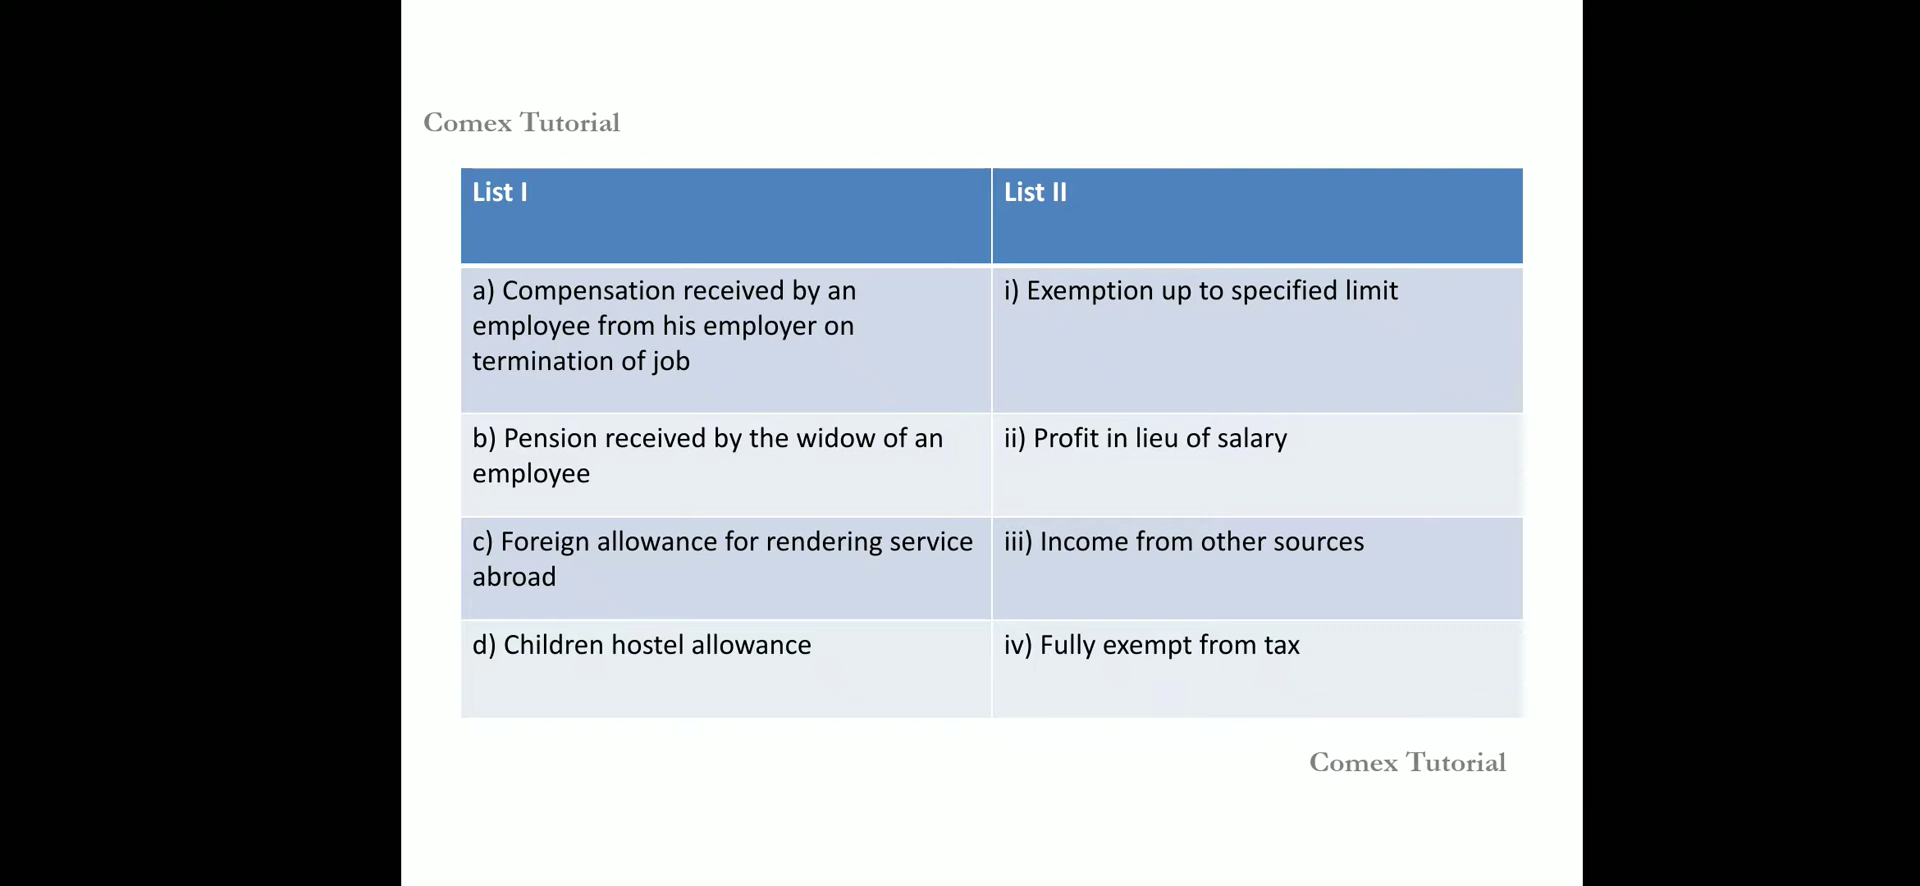 Comex Tutorial
List I
List II
a) Compensation received by an
employee from his employer on
termination of job
i) Exemption up to specified limit
b) Pension received by the widow of an
employee
ii) Profit in lieu of salary
c) Foreign allowance for rendering service
abroad
iii) Income from other sources
d) Children hostel allowance
iv) Fully exempt from tax
Comex Tutorial